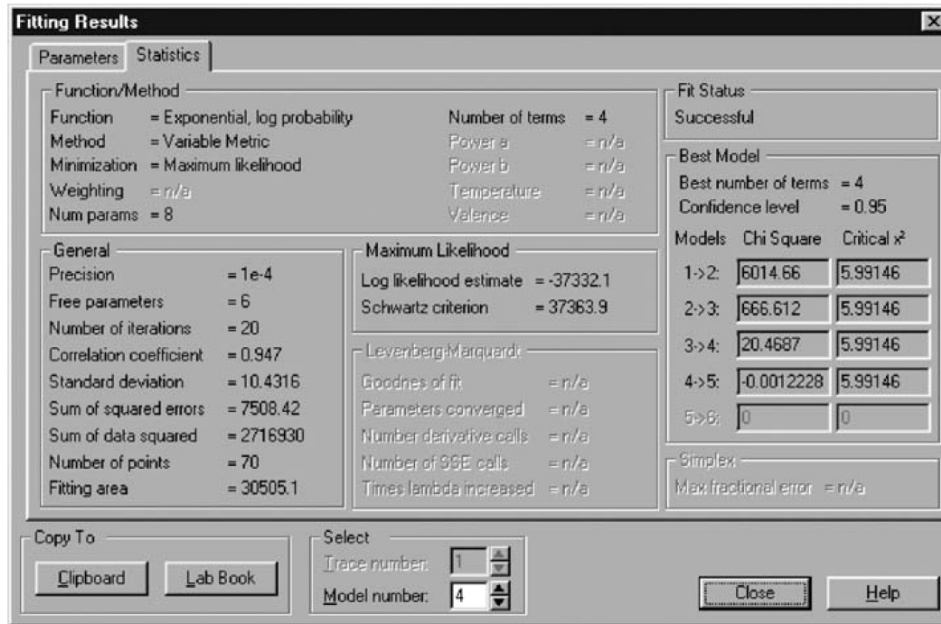 Fitting Results
Parameters
Statistics
Function/Method
Function = Exponential, log probability
Method = Variable Metric
Minimization = Maximum likelihood
Weighting = n/a
Num params = 8
Number of terms = 4
Power a = n/a
Power b = n/a
Temperature = n/a
Valence = n/a
Fit Status
Successful
Best Model
Best number of terms = 4
Confidence level = 0.95
Models Chi Square Critical x²
1->2: 6014.66 5.99146
2->3: 666.612 5.99146
3->4: 20.4687 5.99146
4->5: -0.0012228 5.99146
5->6: 0 0
General
Precision = 1e-4
Free parameters = 6
Number of iterations = 20
Correlation coefficient = 0.947
Standard deviation = 10.4316
Sum of squared errors = 7508.42
Sum of data squared = 2716930
Number of points = 70
Fitting area = 30505.1
Maximum Likelihood
Log likelihood estimate = -37332.1
Schwartz criterion = 37363.9
Levenberg-Marquardt
Goodnes of fit = n/a
Parameters converged = n/a
Number derivative calls = n/a
Number of SSE calls = n/a
Times lambda increased = n/a
Simplex
Max fractional error = n/a
Copy To
Clipboard
Lab Book
Select
Trace number: 1
Model number: 4
Close
Help